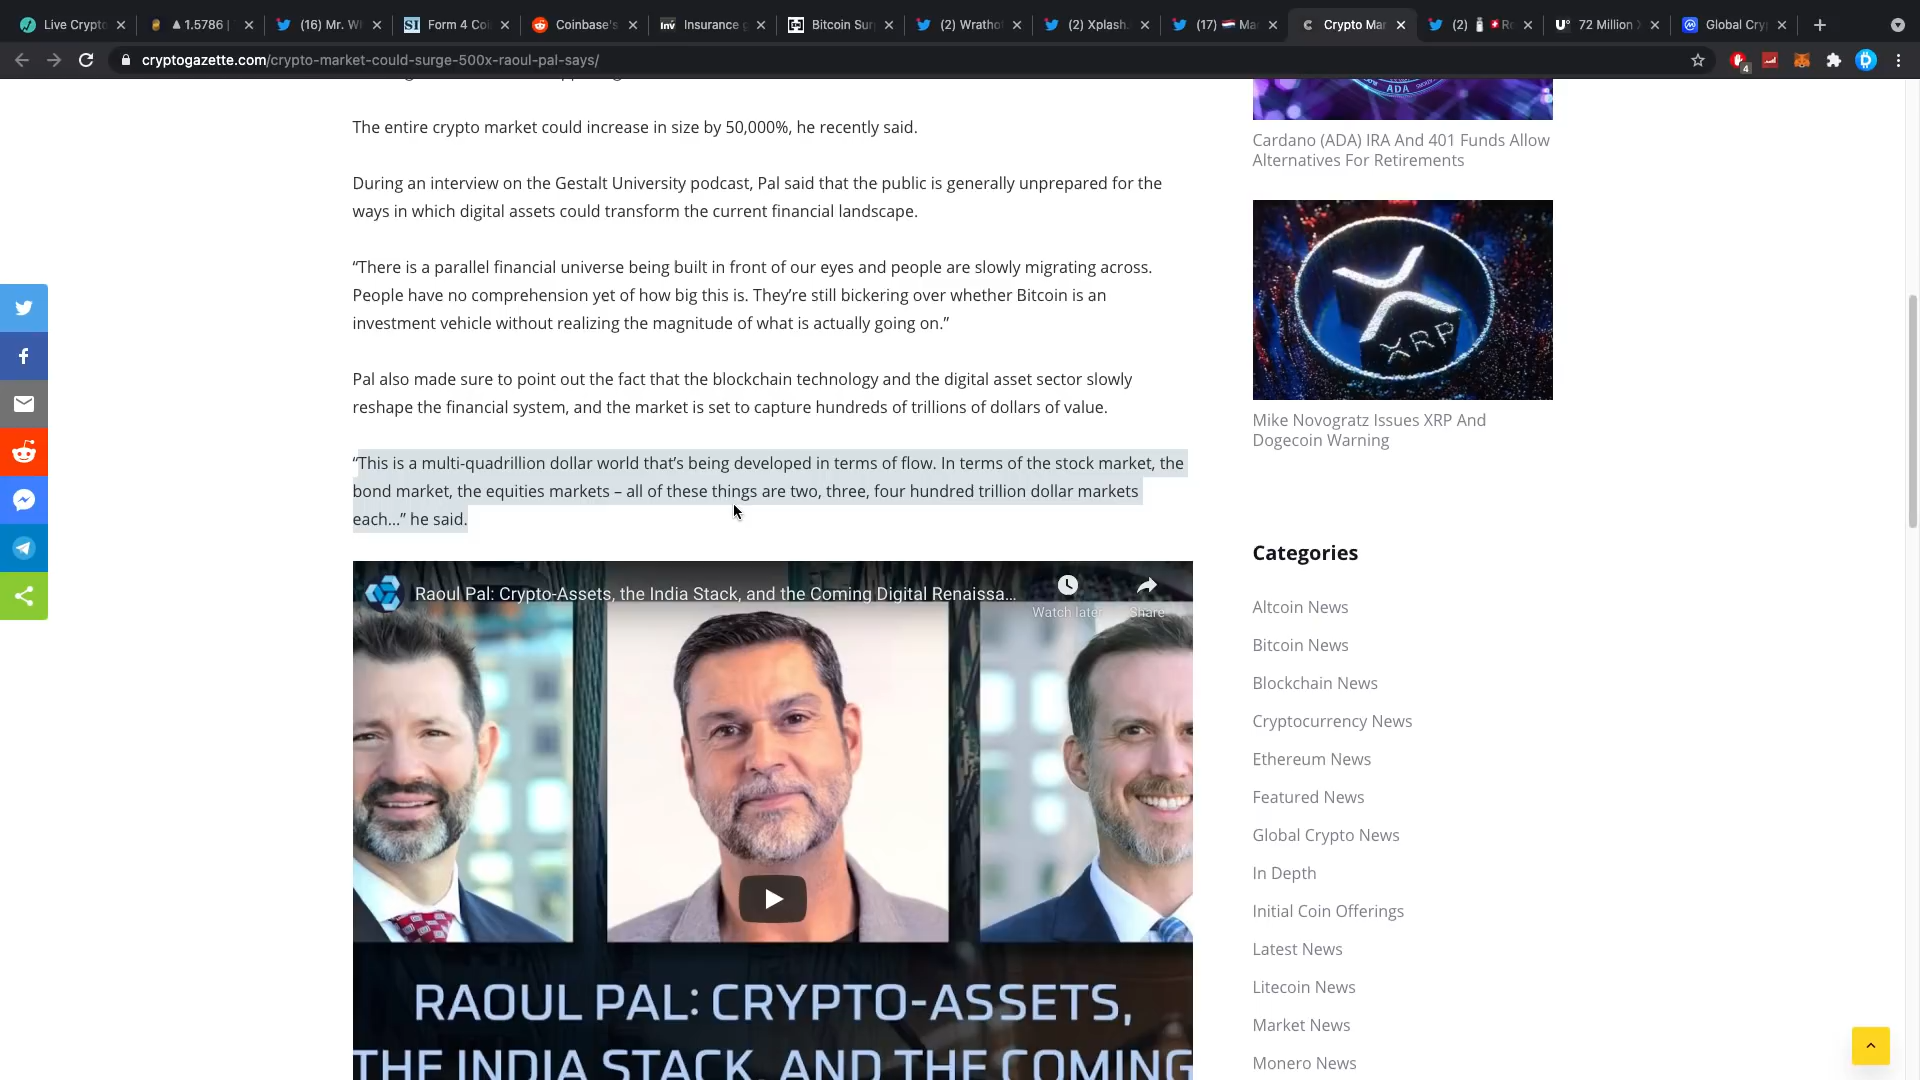 Live Crypto
1.5786 |
(16) Mr. W
Form 4 Co
Coinbase's
Insurance
Bitcoin Su
(2) Wratho
(2) Xplash
(17)
Crypto Ma
(2)
72 Million
Global Cry
cryptogazette.com/crypto-market-could-surge-500x-raoul-pal-says/
4
The entire crypto market could increase in size by 50,000%, he recently said.
During an interview on the Gestalt University podcast, Pal said that the public is generally unprepared for the
ways in which digital assets could transform the current financial landscape.
“There is a parallel financial universe being built in front of our eyes and people are slowly migrating across.
People have no comprehension yet of how big this is. They’re still bickering over whether Bitcoin is an
investment vehicle without realizing the magnitude of what is actually going on.”
Pal also made sure to point out the fact that the blockchain technology and the digital asset sector slowly
reshape the financial system, and the market is set to capture hundreds of trillions of dollars of value.
“This is a multi-quadrillion dollar world that’s being developed in terms of flow. In terms of the stock market, the
bond market, the equities markets – all of these things are two, three, four hundred trillion dollar markets
each…” he said.
Raoul Pal: Crypto-Assets, the India Stack, and the Coming Digital Renaissa...
Watch later
Share
RAOUL PAL: CRYPTO-ASSETS,
THE INDIA STACK, AND THE COMING
ADA
Cardano (ADA) IRA And 401 Funds Allow
Alternatives For Retirements
XRP
Mike Novogratz Issues XRP And
Dogecoin Warning
Categories
Altcoin News
Bitcoin News
Blockchain News
Cryptocurrency News
Ethereum News
Featured News
Global Crypto News
In Depth
Initial Coin Offerings
Latest News
Litecoin News
Market News
Monero News